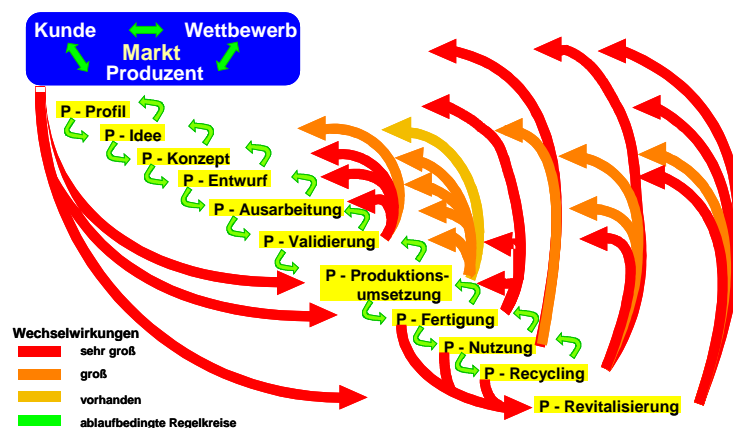 Kunde Wettbewerb
Markt
Produzent
P - Profil
P - Idee
P - Konzept
P - Entwurf
P - Ausarbeitung
P - Validierung
P - Produktions-
umsetzung
P - Fertigung
P - Nutzung
P - Recycling
P - Revitalisierung
Wechselwirkungen
sehr groß
groß
vorhanden
ablaufbedingte Regelkreise